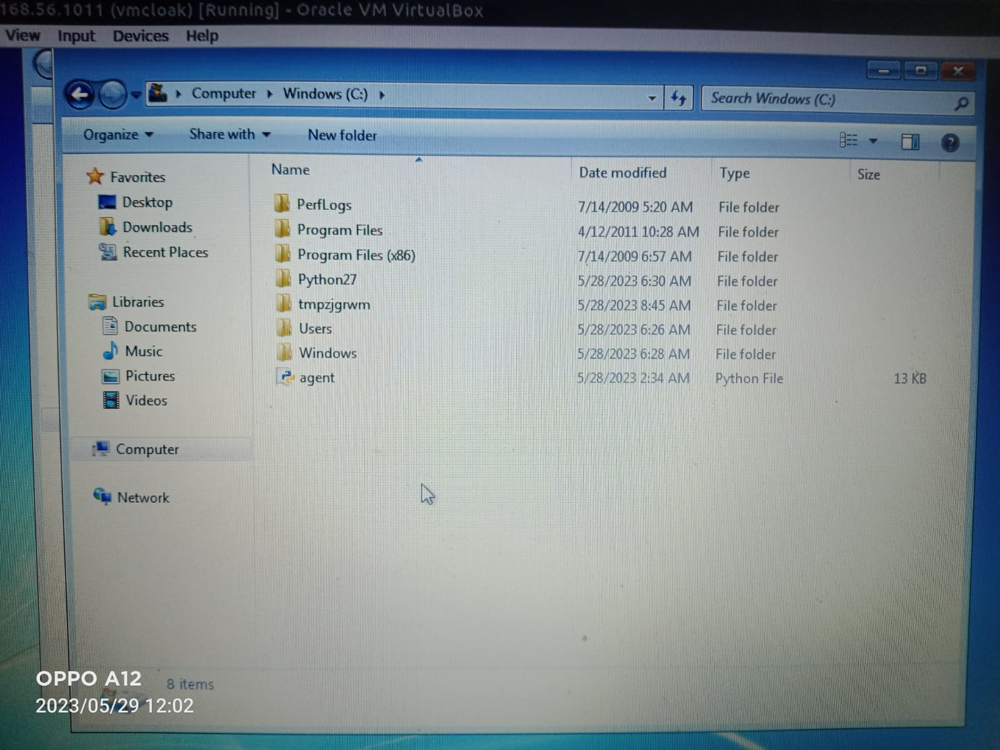 168.56.1011 (vmcloak) [Running] - Oracle VM VirtualBox
View Input Devices Help
Computer Windows (C:) Search Windows (C:)
Organize Share with New folder
Name Date modified Type Size
Favorites
Desktop
Downloads
Recent Places
Libraries
Documents
Music
Pictures
Videos
Computer
Network
PerfLogs 7/14/2009 5:20 AM File folder
Program Files 4/12/2011 10:28 AM File folder
Program Files (x86) 7/14/2009 6:57 AM File folder
Python27 5/28/2023 6:30 AM File folder
tmpzjgrwm 5/28/2023 8:45 AM File folder
Users 5/28/2023 6:26 AM File folder
Windows 5/28/2023 6:28 AM File folder
agent 5/28/2023 2:34 AM Python File 13 KB
8 items
OPPO A12
2023/05/29 12:02